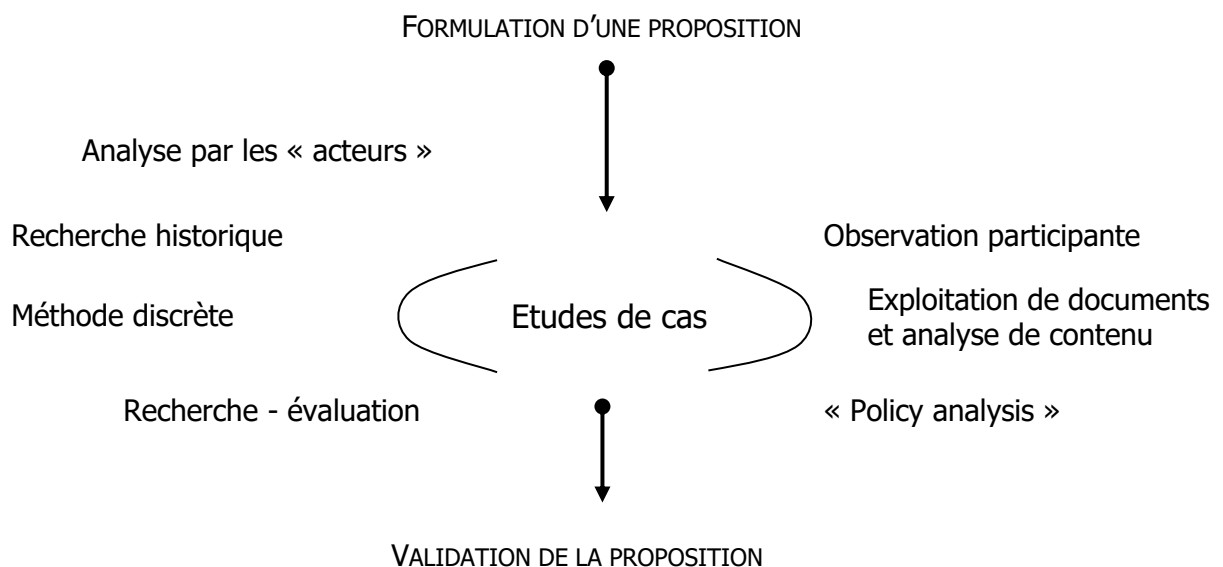 FORMULATION D'UNE PROPOSITION
Analyse par les « acteurs »
Recherche historique
Observation participante
Méthode discrète
Etudes de cas
Exploitation de documents
et analyse de contenu
Recherche - évaluation
« Policy analysis »
VALIDATION DE LA PROPOSITION